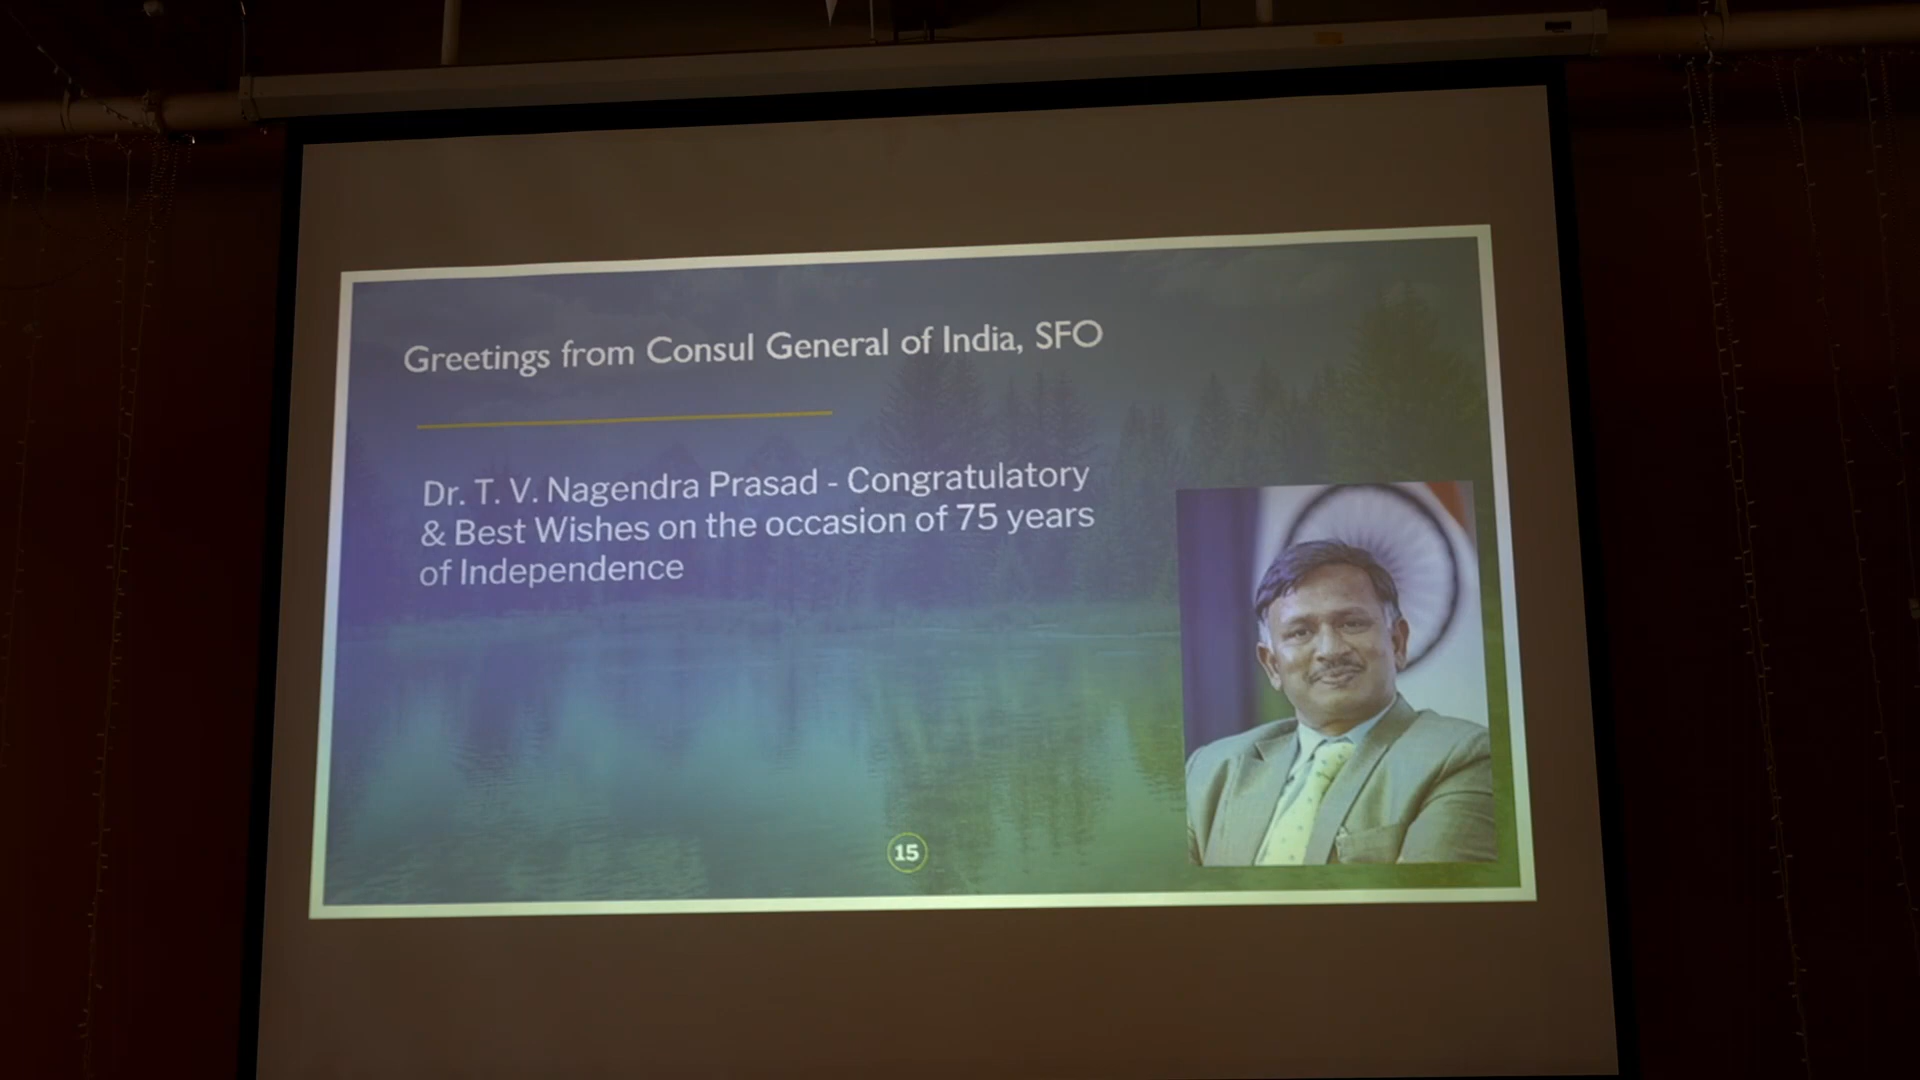 Greetings from Consul General of India, SFO
Dr. T. V. Nagendra Prasad - Congratulatory
& Best Wishes on the occasion of 75 years
of Independence
15